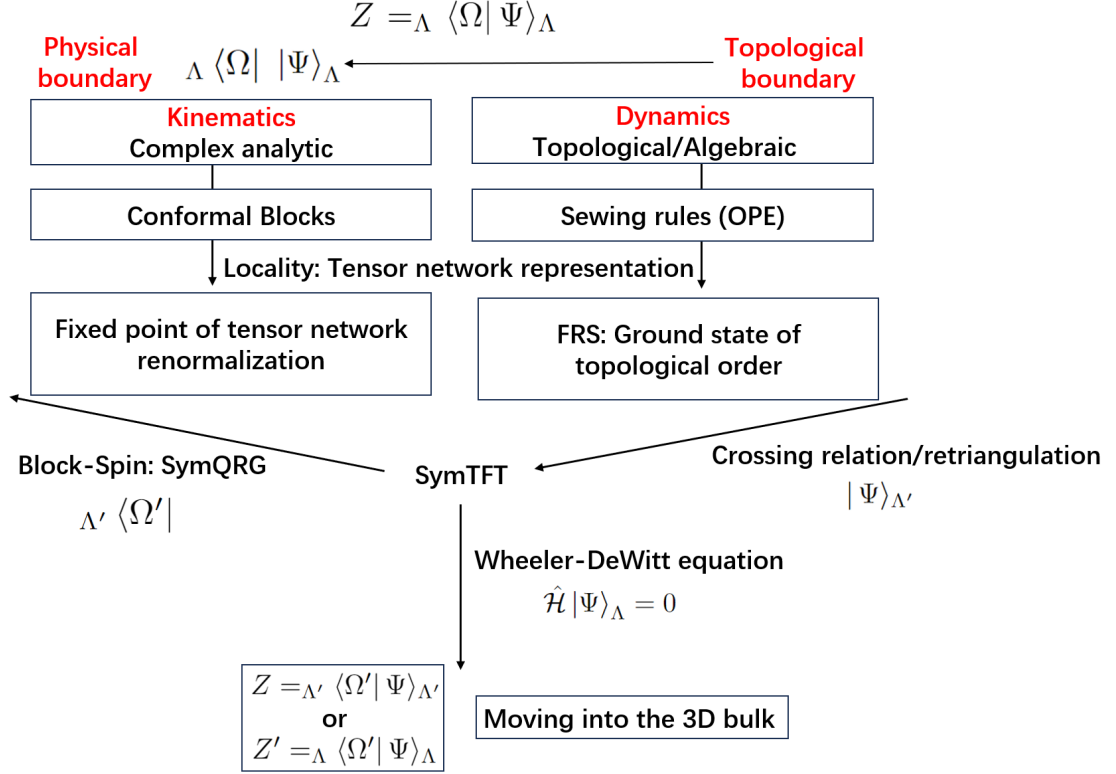 Z =_Λ ⟨Ω| Ψ⟩_Λ
Physical
boundary
_Λ ⟨Ω| |Ψ⟩_Λ
Topological
boundary
Kinematics
Complex analytic
Dynamics
Topological/Algebraic
Conformal Blocks
Sewing rules (OPE)
Locality: Tensor network representation
Fixed point of tensor network
renormalization
FRS: Ground state of
topological order
Block-Spin: SymQRG
_Λ′ ⟨Ω′|
SymTFT
Crossing relation/retriangulation
| Ψ⟩_Λ′
Wheeler-DeWitt equation
Ĥ |Ψ⟩_Λ = 0
Z =_Λ′ ⟨Ω′| Ψ⟩_Λ′
or
Z′ =_Λ ⟨Ω′| Ψ⟩_Λ
Moving into the 3D bulk